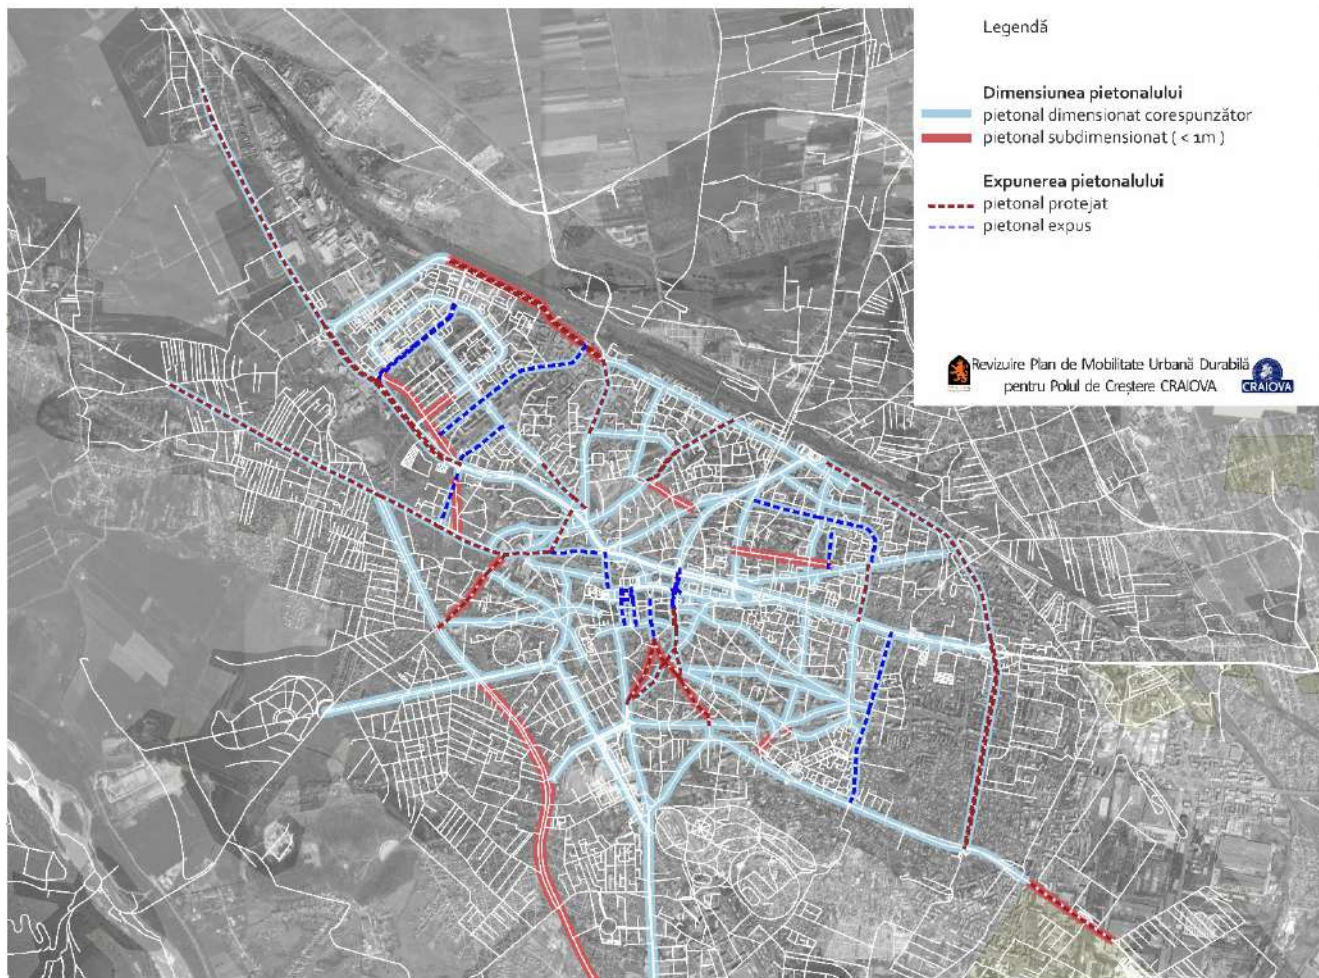 Legendă
Dimensiunea pietonalului
pietonal dimensionat corespunzător
pietonal subdimensionat ( < 1m )
Expunerea pietonalului
pietonal protejat
pietonal expus
Revizuire Plan de Mobilitate Urbană Durabilă
pentru Polul de Creștere CRAIOVA
CRAIOVA